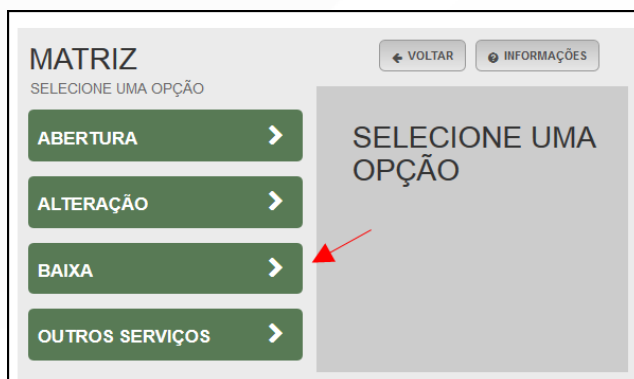 MATRIZ
SELECIONE UMA OPÇÃO
VOLTAR
INFORMAÇÕES
ABERTURA
ALTERAÇÃO
BAIXA
OUTROS SERVIÇOS
SELECIONE UMA
OPÇÃO